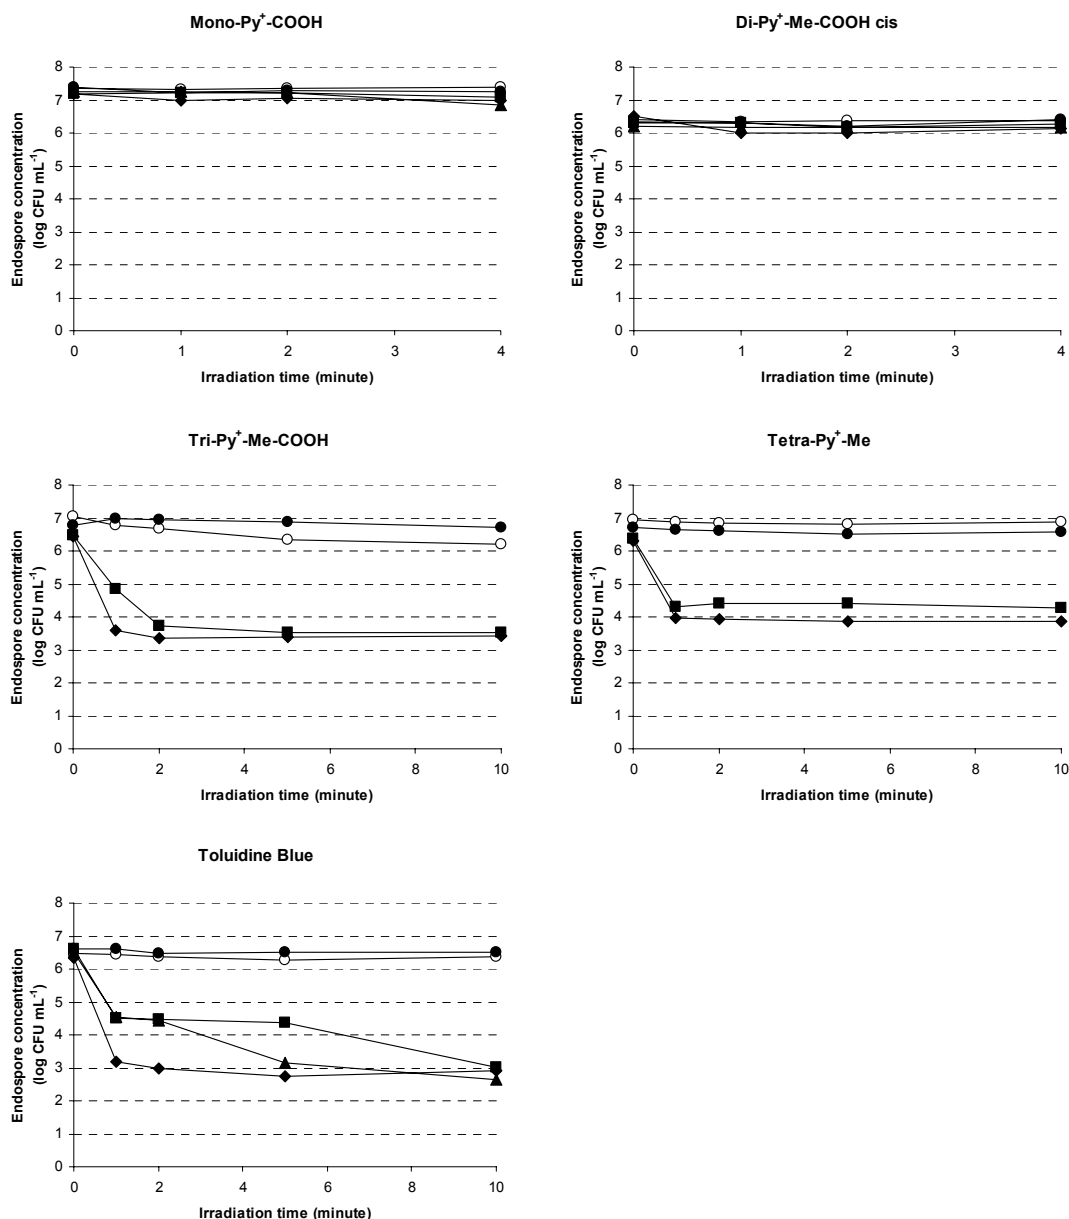 Mono-Py⁺-COOH
Endospore concentration
(log CFU mL⁻¹)
8
7
6
5
4
3
2
1
0
0 1 2 3 4
Irradiation time (minute)
Di-Py⁺-Me-COOH cis
Endospore concentration
(log CFU mL⁻¹)
8
7
6
5
4
3
2
1
0
0 1 2 3 4
Irradiation time (minute)
Tri-Py⁺-Me-COOH
Endospore concentration
(log CFU mL⁻¹)
8
7
6
5
4
3
2
1
0
0 2 4 6 8 10
Irradiation time (minute)
Tetra-Py⁺-Me
Endospore concentration
(log CFU mL⁻¹)
8
7
6
5
4
3
2
1
0
0 2 4 6 8 10
Irradiation time (minute)
Toluidine Blue
Endospore concentration
(log CFU mL⁻¹)
8
7
6
5
4
3
2
1
0
0 2 4 6 8 10
Irradiation time (minute)